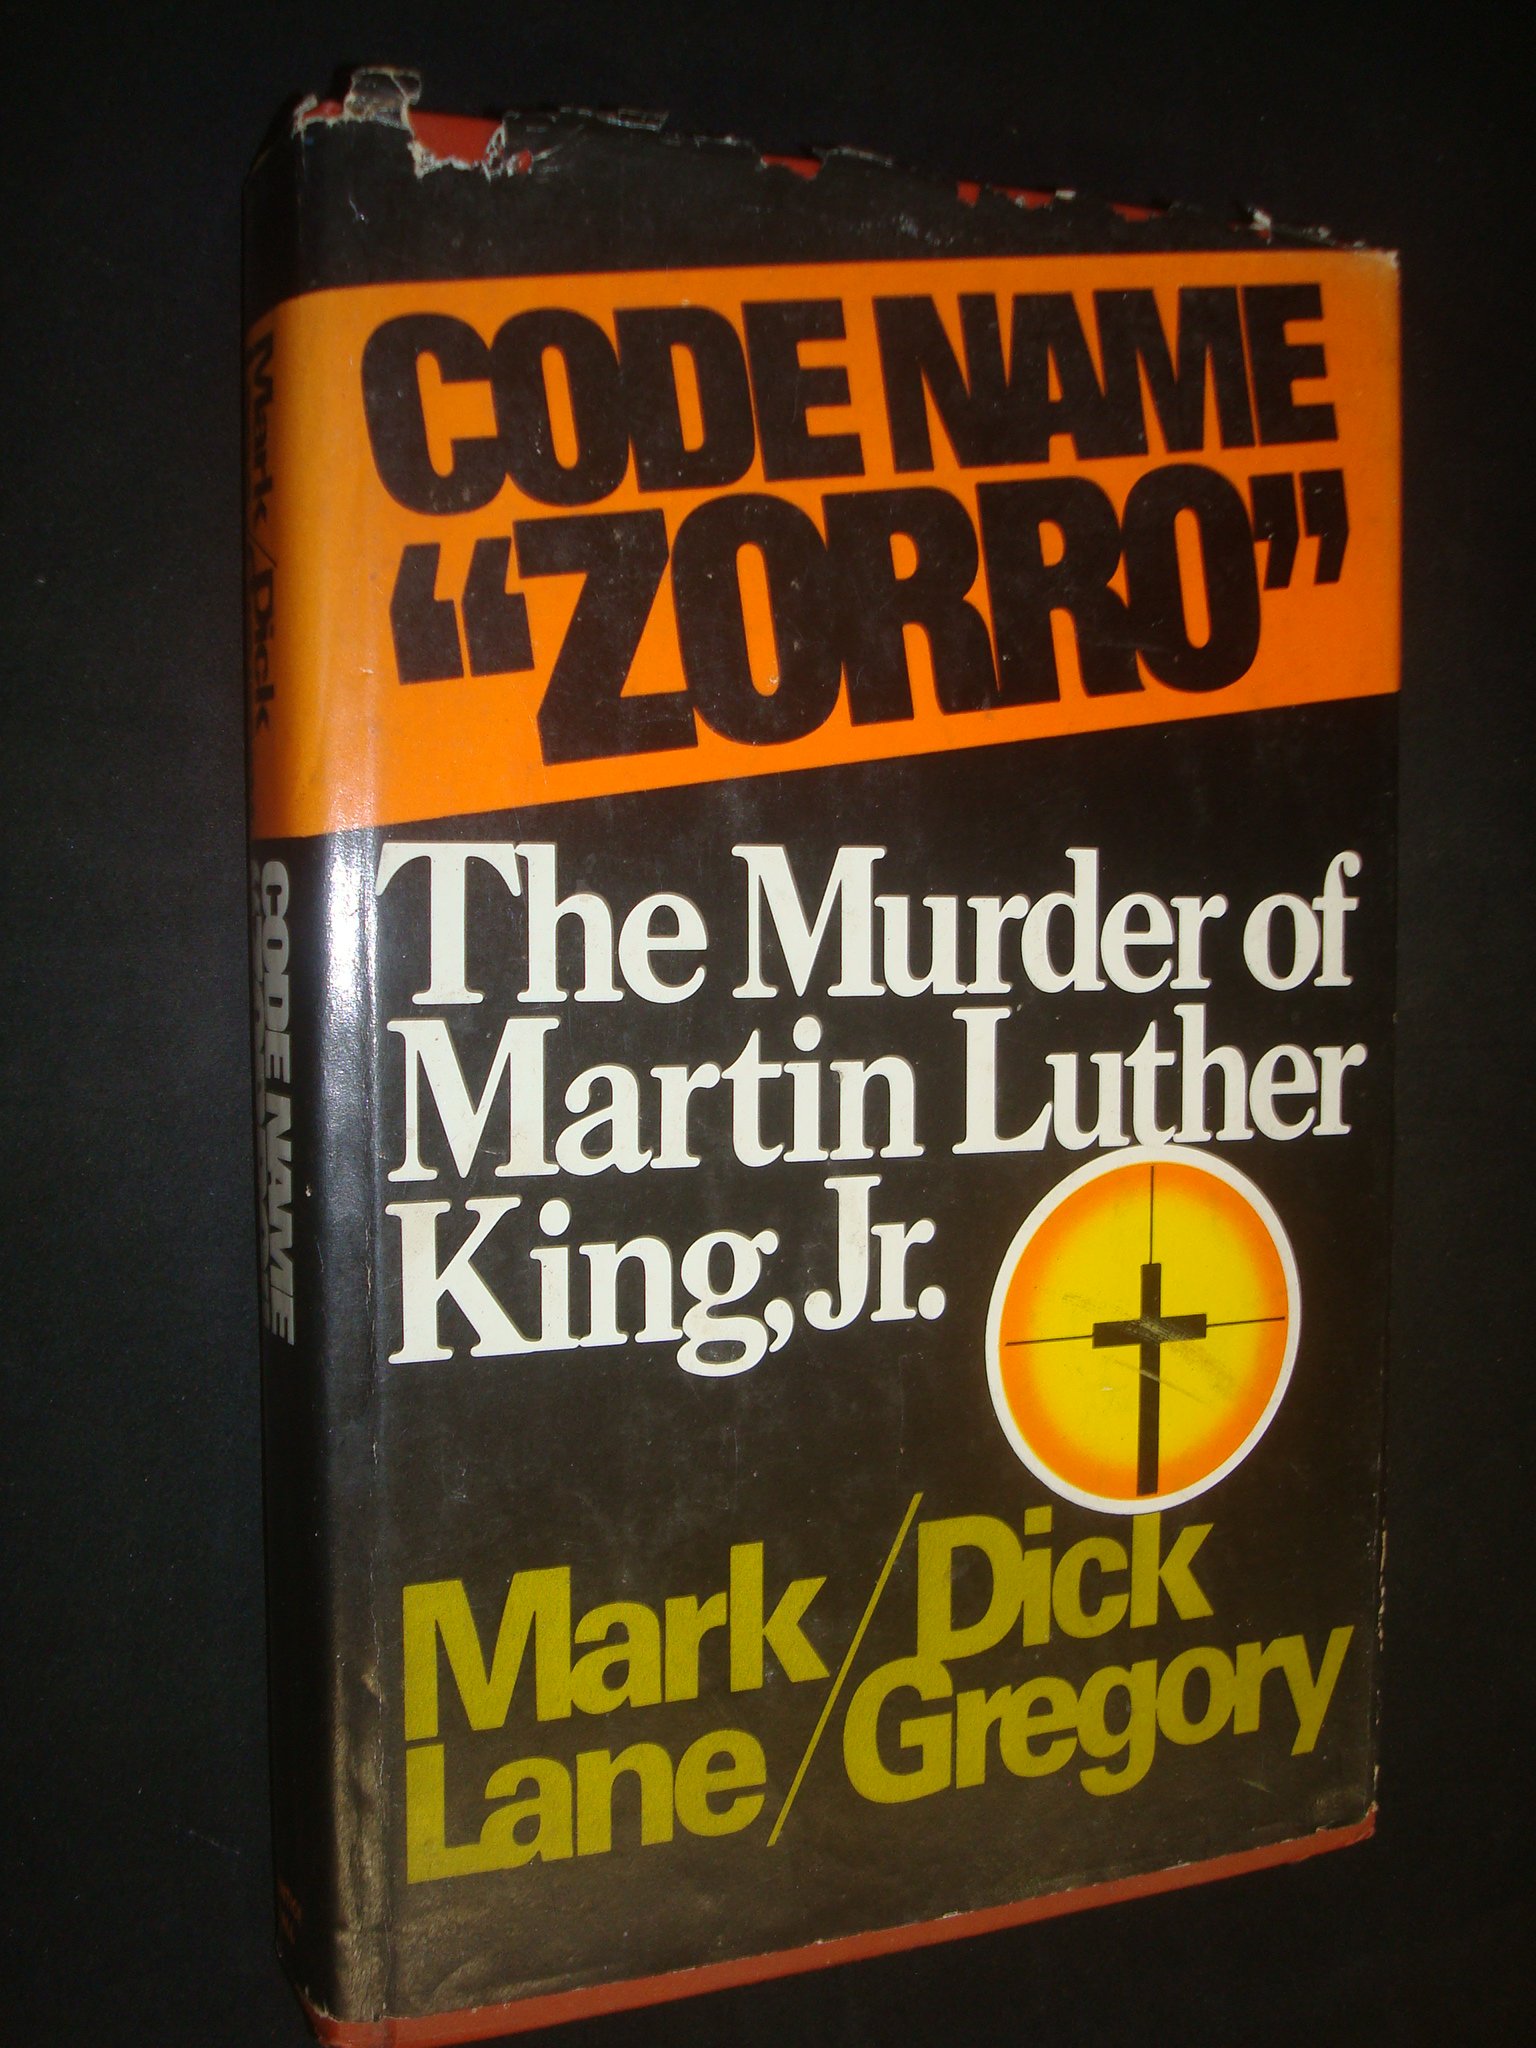 CODE NAME
“ZORRO”
The Murder of
Martin Luther
King, Jr.
Mark
Lane
/
Dick
Gregory
Mark/Dick
CODE NAME